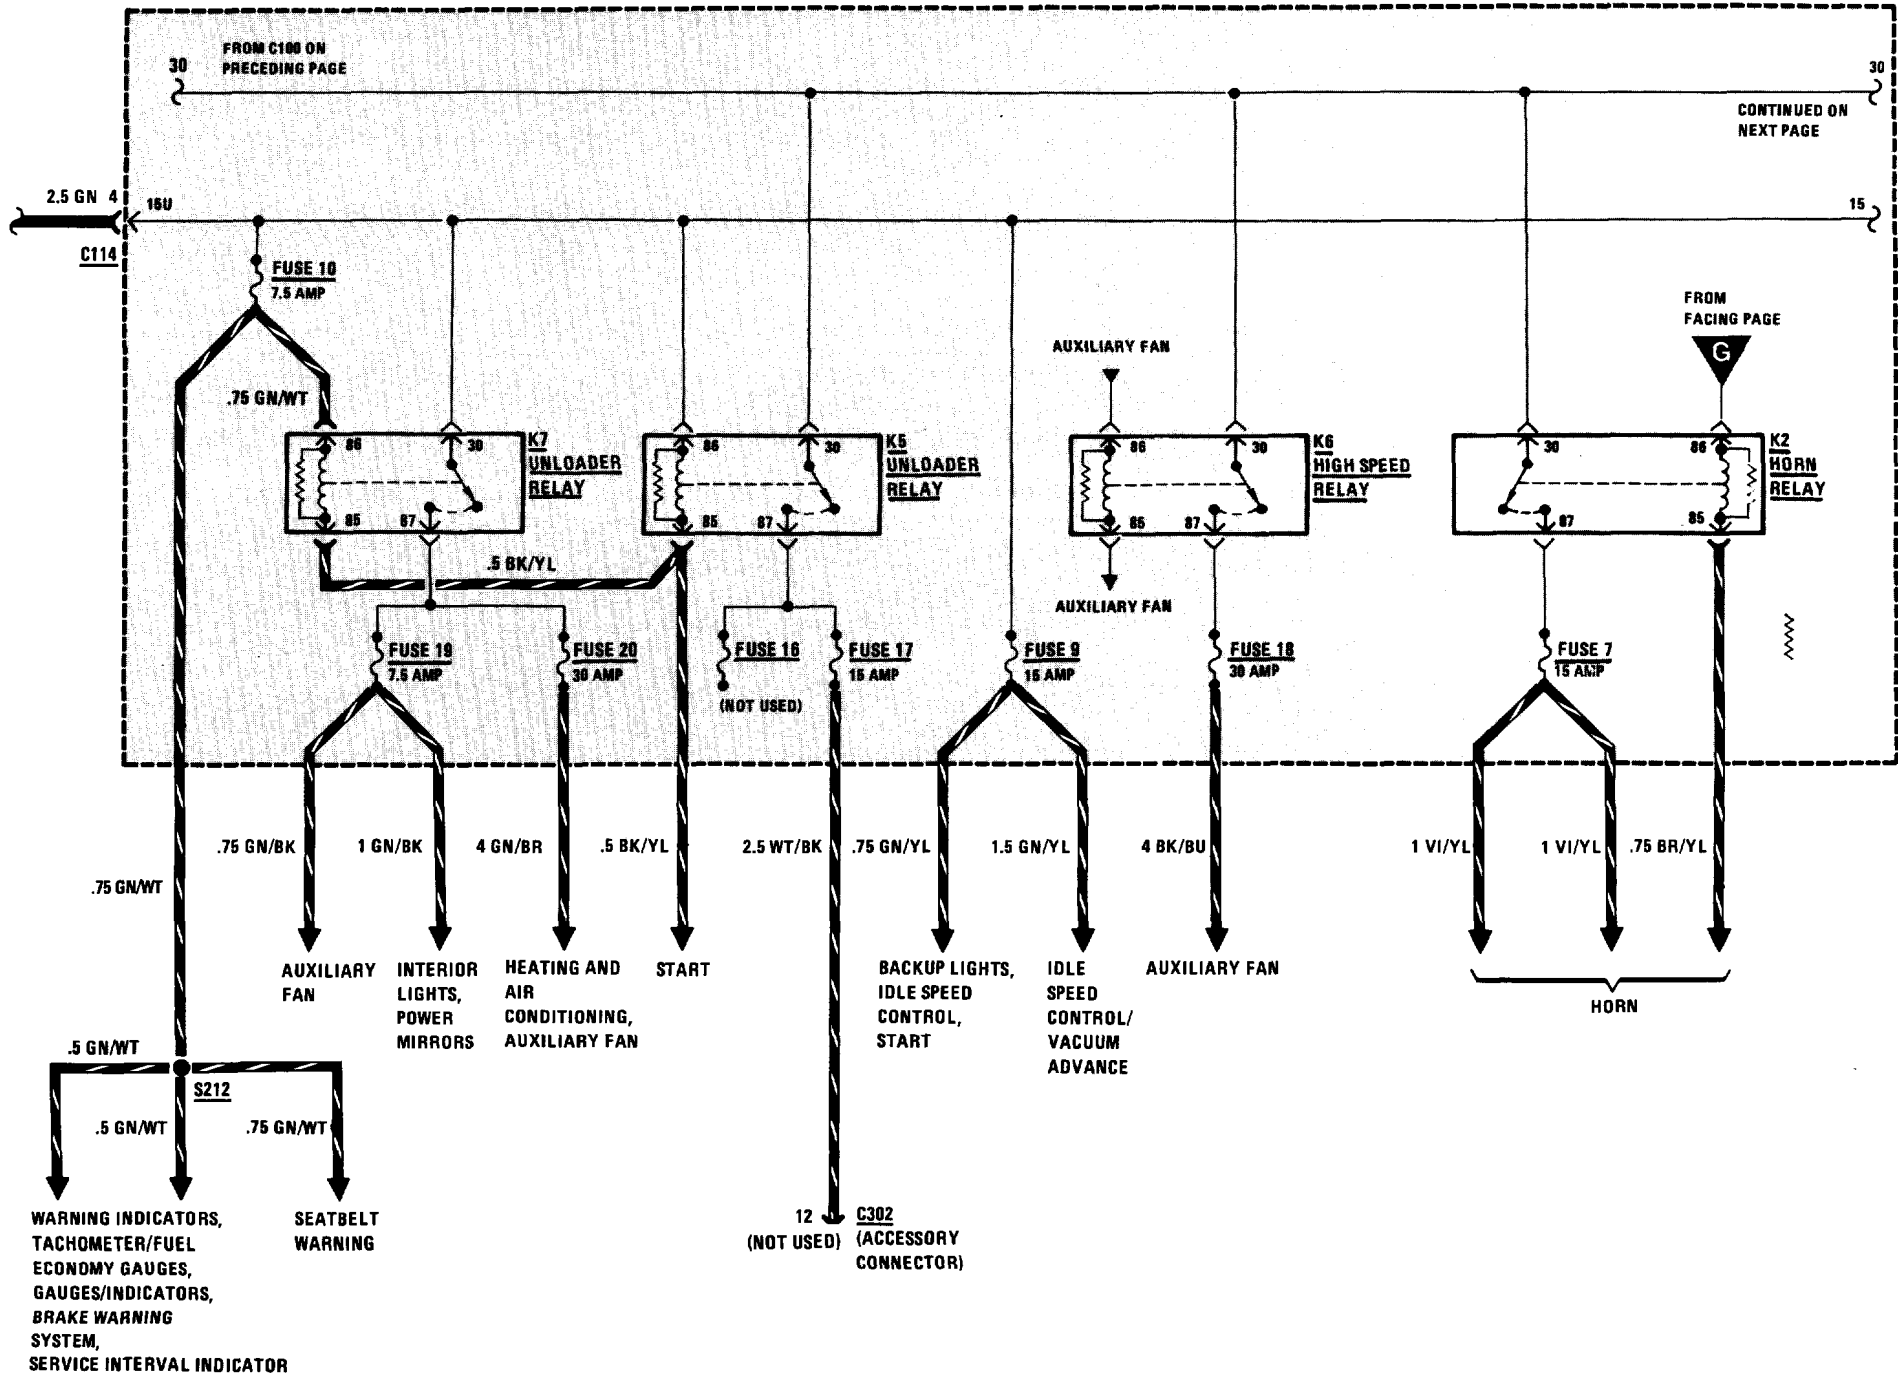 FROM C100 ON
PRECEDING PAGE
30
30
CONTINUED ON
NEXT PAGE
2.5 GN 4
15U
15
C114
FUSE 10
7.5 AMP
FROM
FACING PAGE
G
AUXILIARY FAN
.75 GN/WT
86
30
K7
UNLOADER
RELAY
85
87
86
30
K5
UNLOADER
RELAY
85
87
86
30
K6
HIGH SPEED
RELAY
85
87
30
86
K2
HORN
RELAY
87
85
.5 BK/YL
AUXILIARY FAN
FUSE 19
7.5 AMP
FUSE 20
30 AMP
FUSE 16
(NOT USED)
FUSE 17
15 AMP
FUSE 9
15 AMP
FUSE 18
30 AMP
FUSE 7
15 AMP
.75 GN/BK
1 GN/BK
4 GN/BR
.5 BK/YL
2.5 WT/BK
.75 GN/YL
1.5 GN/YL
4 BK/BU
1 VI/YL
1 VI/YL
.75 BR/YL
.75 GN/WT
AUXILIARY
FAN
INTERIOR
LIGHTS,
POWER
MIRRORS
HEATING AND
AIR
CONDITIONING,
AUXILIARY FAN
START
BACKUP LIGHTS,
IDLE SPEED
CONTROL,
START
IDLE
SPEED
CONTROL/
VACUUM
ADVANCE
AUXILIARY FAN
HORN
.5 GN/WT
S212
.5 GN/WT
.75 GN/WT
WARNING INDICATORS,
TACHOMETER/FUEL
ECONOMY GAUGES,
GAUGES/INDICATORS,
BRAKE WARNING
SYSTEM,
SERVICE INTERVAL INDICATOR
SEATBELT
WARNING
12
(NOT USED)
C302
(ACCESSORY
CONNECTOR)